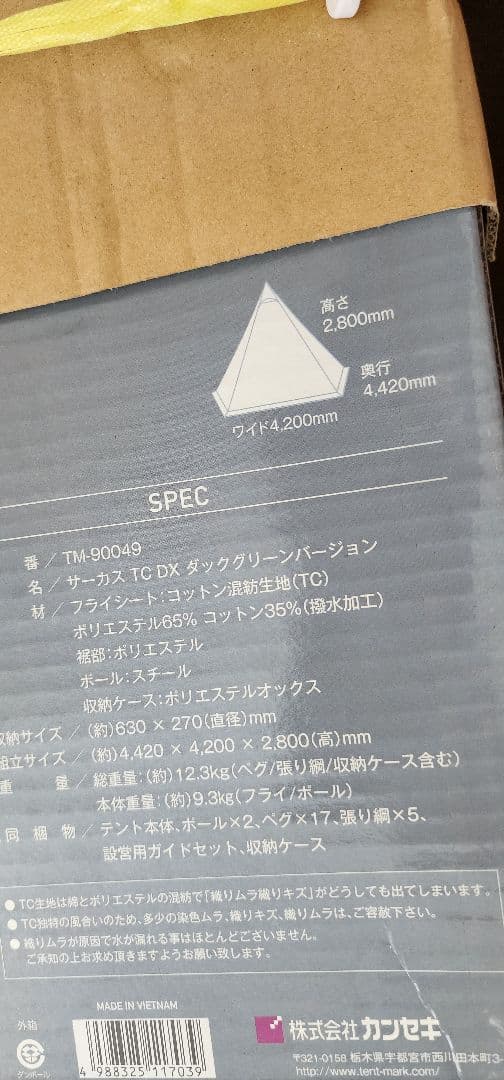 高さ
2,800mm
奥行
4,420mm
ワイド4,200mm
SPEC
番／TM-90049
名／サーカス TC DX ダックグリーンバージョン
材／フライシート：コットン混紡生地(TC)
ポリエステル65% コットン35%(撥水加工)
裾部：ポリエステル
ポール：スチール
収納ケース：ポリエステルオックス
収納サイズ／(約)630 × 270(直径)mm
組立サイズ／(約)4,420 × 4,200 × 2,800(高)mm
重量／総重量：(約)12.3kg(ペグ/張り綱/収納ケース含む)
本体重量：(約)9.3kg(フライ/ポール)
同梱物／テント本体、ポール×2、ペグ×17、張り綱×5、
設営用ガイドセット、収納ケース
● TC生地は綿とポリエステルの混紡で「織りムラ織りキズ」がどうしても出てしまいます。
● TC独特の風合いのため、多少の染色ムラ、織りキズ、織りムラは、ご容赦下さい。
● 織りムラが原因で水が漏れる事はほとんどございません。
ご承知の上お求め頂きますようお願い致します。
MADE IN VIETNAM
外箱
ダンボール
4 988325 117039
株式会社 カンセキ
〒321-0158 栃木県宇都宮市西川田本町3-
http://www.tent-mark.com/